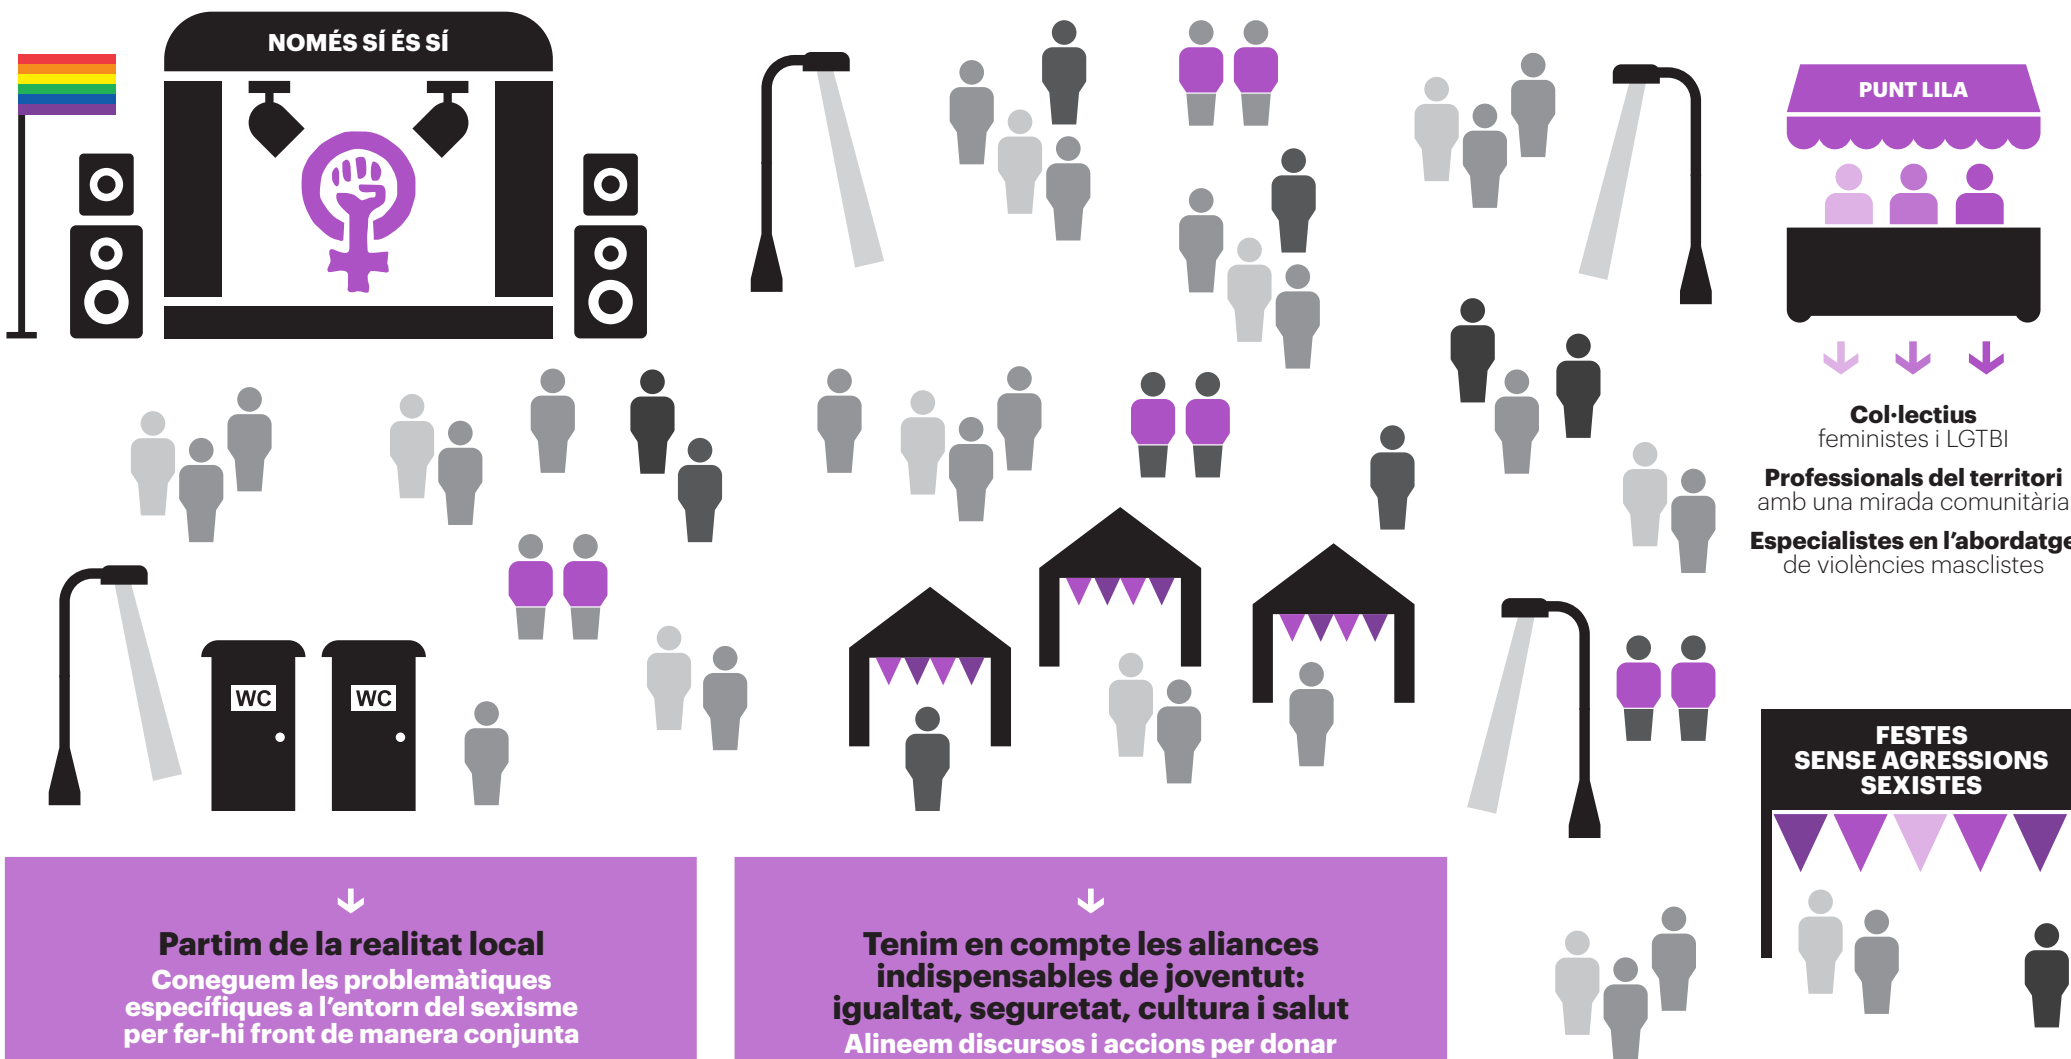 NOMÉS SÍ ÉS SÍ
PUNT LILA
Col·lectius
feministes i LGTBI
Professionals del territori
amb una mirada comunitària
Especialistes en l'abordatge
de violències masclistes
WC
WC
FESTES
SENSE AGRESSIONS
SEXISTES
Partim de la realitat local
Coneguem les problemàtiques
específiques a l'entorn del sexisme
per fer-hi front de manera conjunta
Tenim en compte les aliances
indispensables de joventut:
igualtat, seguretat, cultura i salut
Alineem discursos i accions per donar